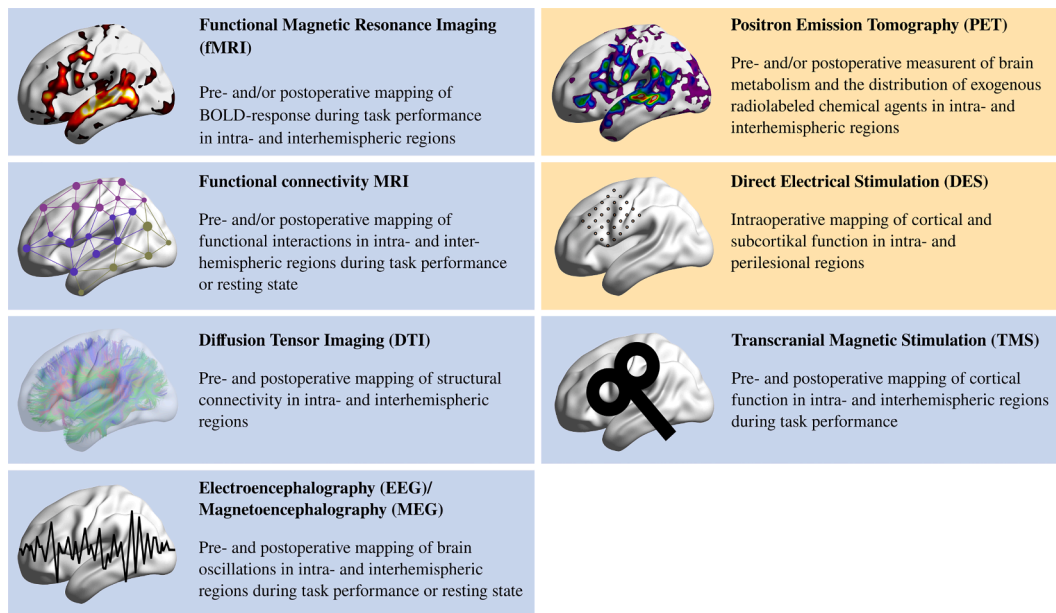 Functional Magnetic Resonance Imaging
(fMRI)
Pre- and/or postoperative mapping of
BOLD-response during task performance
in intra- and interhemispheric regions
Positron Emission Tomography (PET)
Pre- and/or postoperative measurent of brain
metabolism and the distribution of exogenous
radiolabeled chemical agents in intra- and
interhemispheric regions
Functional connectivity MRI
Pre- and/or postoperative mapping of
functional interactions in intra- and inter-
hemispheric regions during task performance
or resting state
Direct Electrical Stimulation (DES)
Intraoperative mapping of cortical and
subcortikal function in intra- and
perilesional regions
Diffusion Tensor Imaging (DTI)
Pre- and postoperative mapping of structural
connectivity in intra- and interhemispheric
regions
Transcranial Magnetic Stimulation (TMS)
Pre- and postoperative mapping of cortical
function in intra- and interhemispheric regions
during task performance
Electroencephalography (EEG)/
Magnetoencephalography (MEG)
Pre- and postoperative mapping of brain
oscillations in intra- and interhemispheric
regions during task performance or resting state